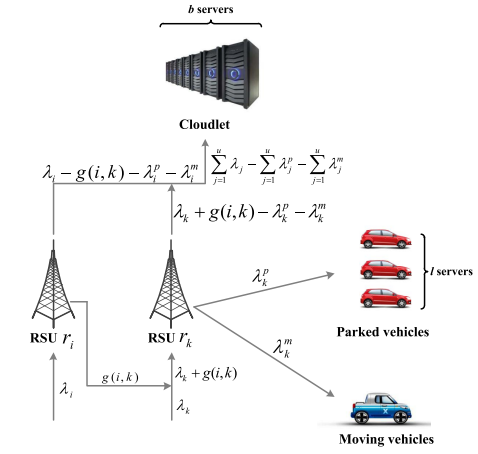 b servers
Cloudlet
λ_i − g(i,k) − λ_i^p − λ_i^m
∑_{j=1}^{u} λ_j − ∑_{j=1}^{u} λ_j^p − ∑_{j=1}^{u} λ_j^m
λ_k + g(i,k) − λ_k^p − λ_k^m
λ_k^p
l servers
Parked vehicles
RSU r_i
RSU r_k
λ_k^m
g(i,k)
λ_k + g(i,k)
λ_i
λ_k
Moving vehicles